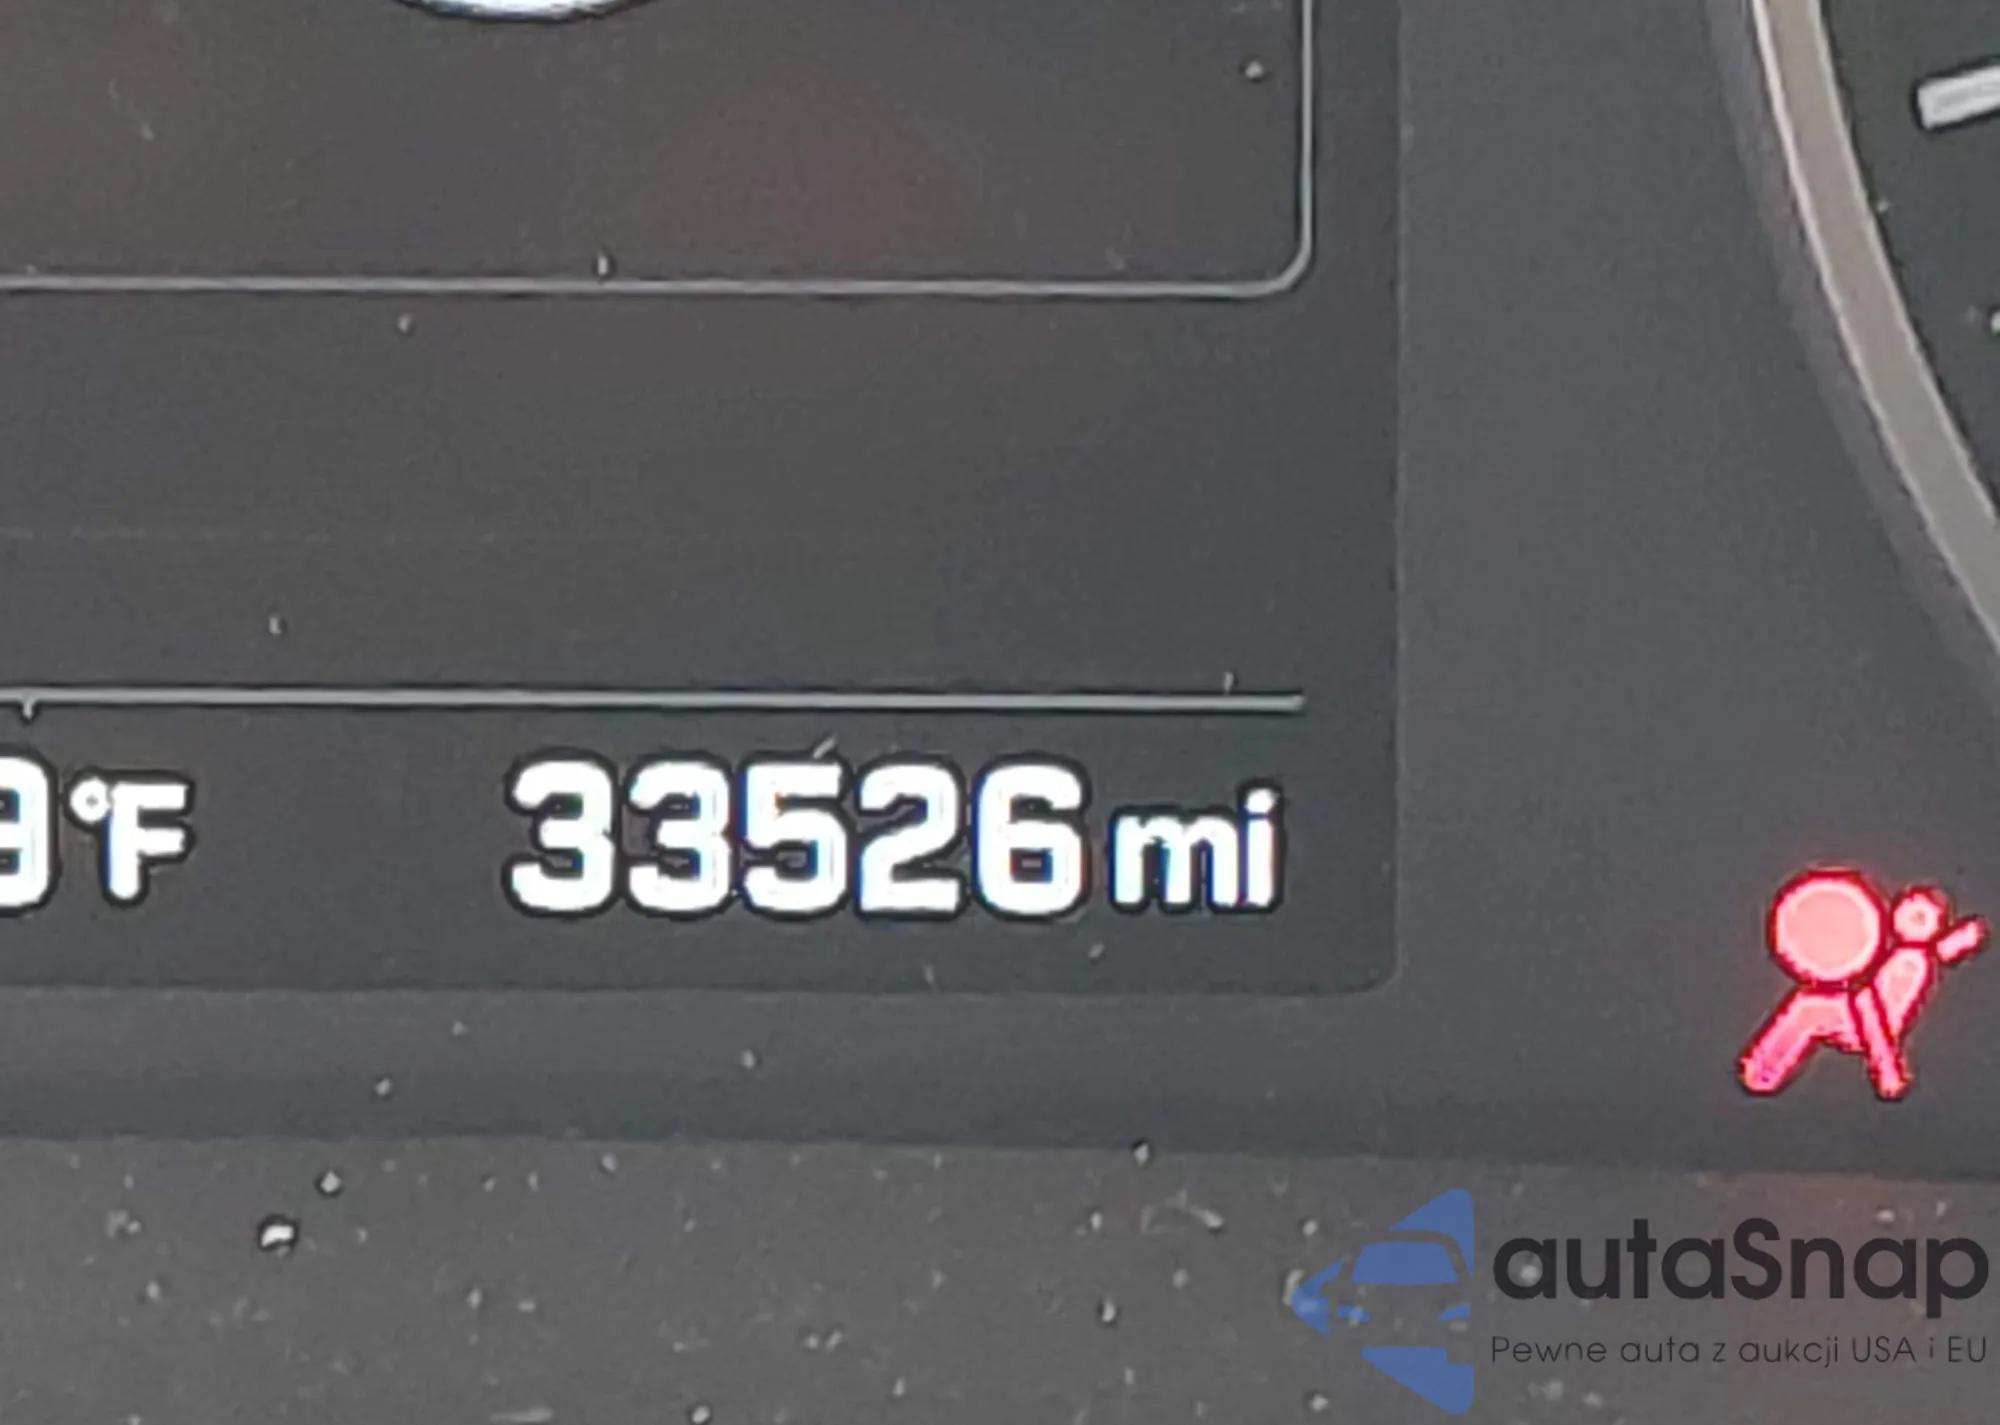 9°F 33526 mi
autaSnap
Pewne auta z aukcji USA i EU